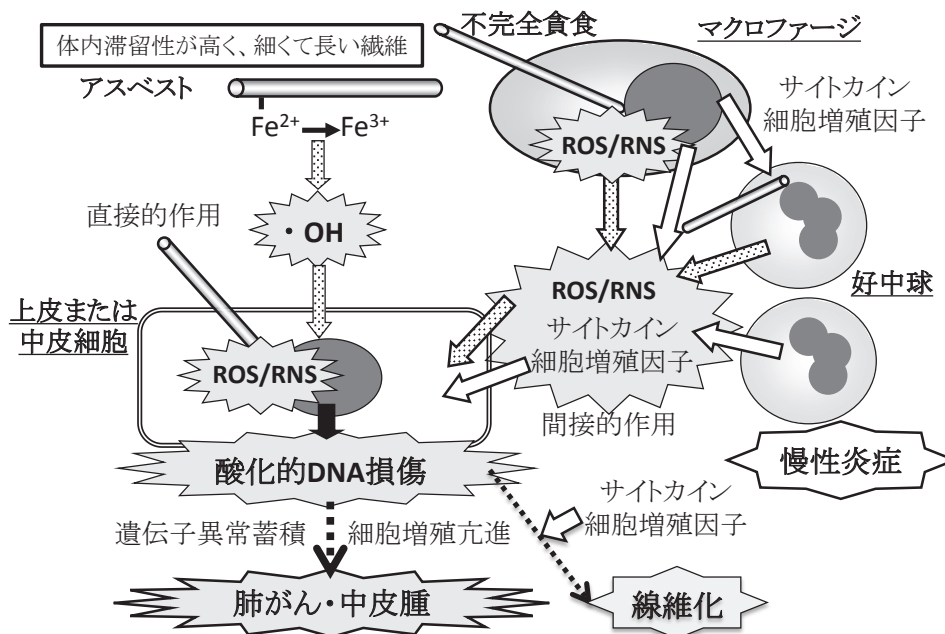 体内滞留性が高く、細くて長い繊維
アスベスト
Fe2+ Fe3+
不完全貪食
マクロファージ
サイトカイン
細胞増殖因子
ROS/RNS
直接的作用
・OH
上皮または
中皮細胞
ROS/RNS
ROS/RNS
サイトカイン
細胞増殖因子
間接的作用
好中球
慢性炎症
酸化的DNA損傷
遺伝子異常蓄積
細胞増殖亢進
サイトカイン
細胞増殖因子
肺がん・中皮腫
線維化